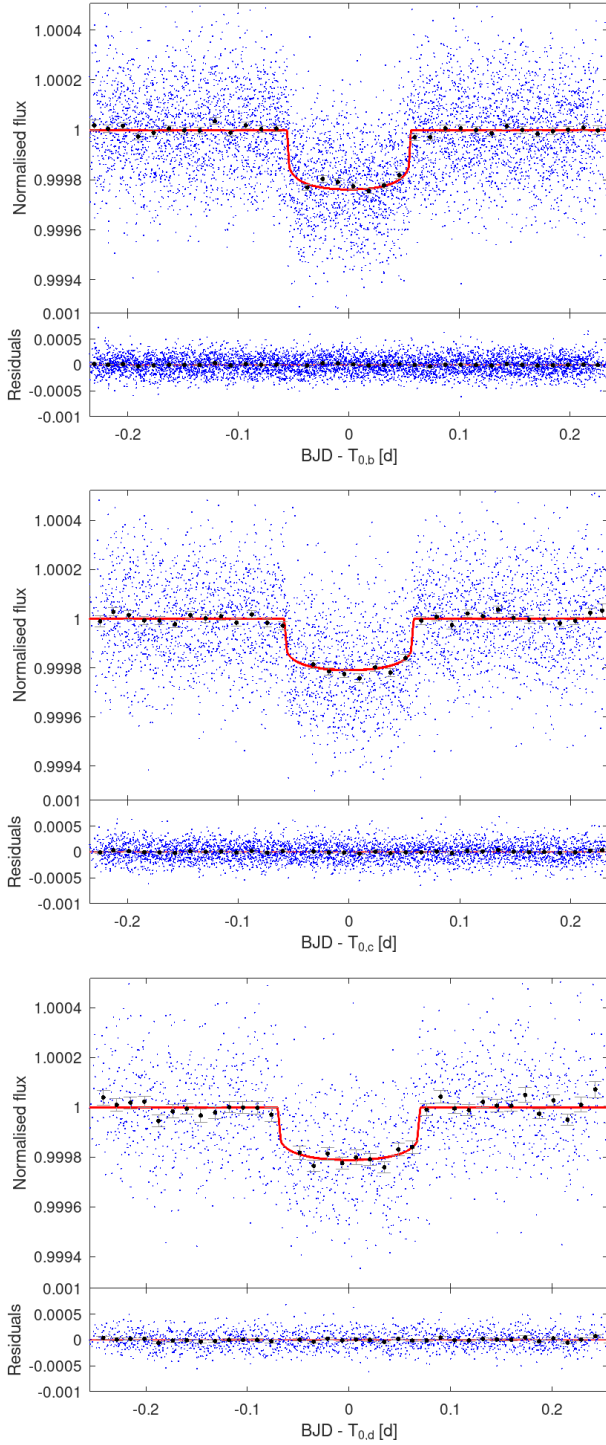 1.0004
1.0002
1
0.9998
0.9996
0.9994
Normalised flux
0.001
0.0005
0
-0.0005
-0.001
Residuals
-0.2 -0.1 0 0.1 0.2
BJD - T0,b [d]
1.0004
1.0002
1
0.9998
0.9996
0.9994
Normalised flux
0.001
0.0005
0
-0.0005
-0.001
Residuals
-0.2 -0.1 0 0.1 0.2
BJD - T0,c [d]
1.0004
1.0002
1
0.9998
0.9996
0.9994
Normalised flux
0.001
0.0005
0
-0.0005
-0.001
Residuals
-0.2 -0.1 0 0.1 0.2
BJD - T0,d [d]